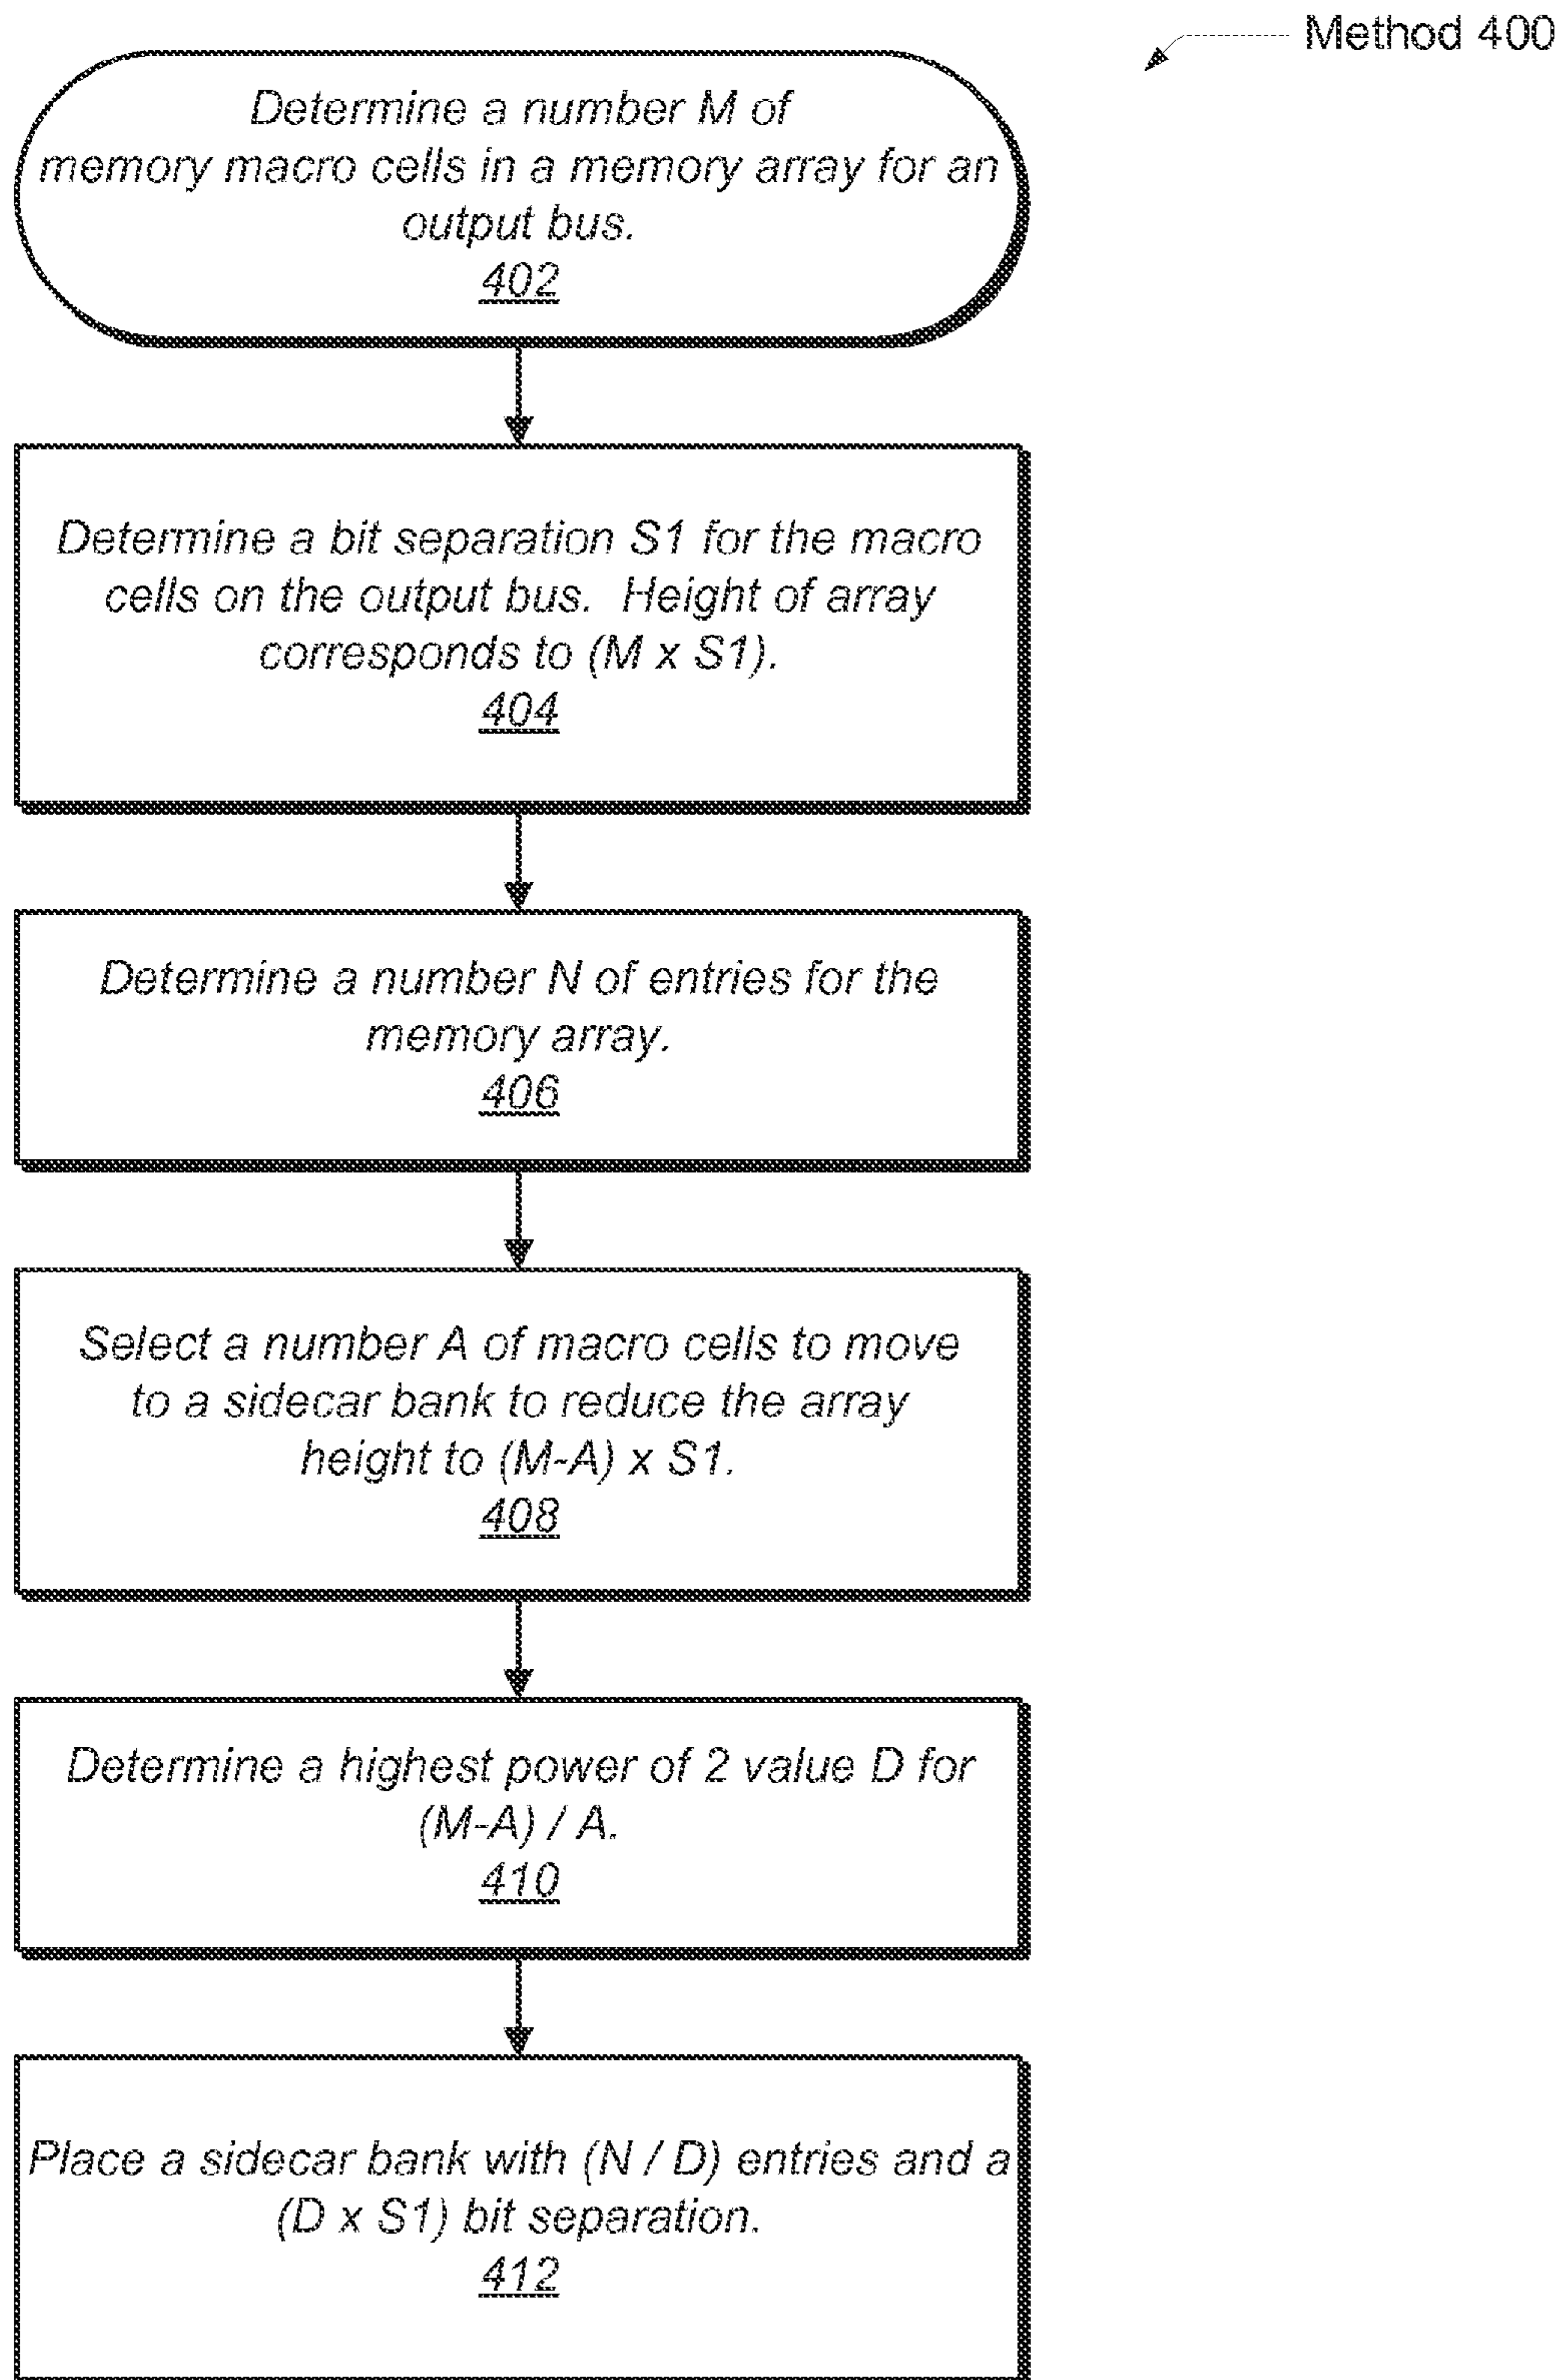 Method 400
Determine a number M of
memory macro cells in a memory array for an
output bus.
402
Determine a bit separation S1 for the macro
cells on the output bus. Height of array
corresponds to (M x S1).
404
Determine a number N of entries for the
memory array.
406
Select a number A of macro cells to move
to a sidecar bank to reduce the array
height to (M-A) x S1.
408
Determine a highest power of 2 value D for
(M-A) / A.
410
Place a sidecar bank with (N / D) entries and a
(D x S1) bit separation.
412